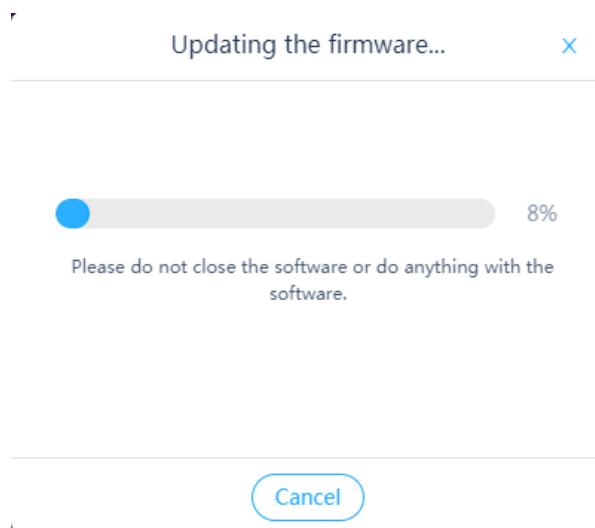 Updating the firmware...
8%
Please do not close the software or do anything with the
software.
Cancel